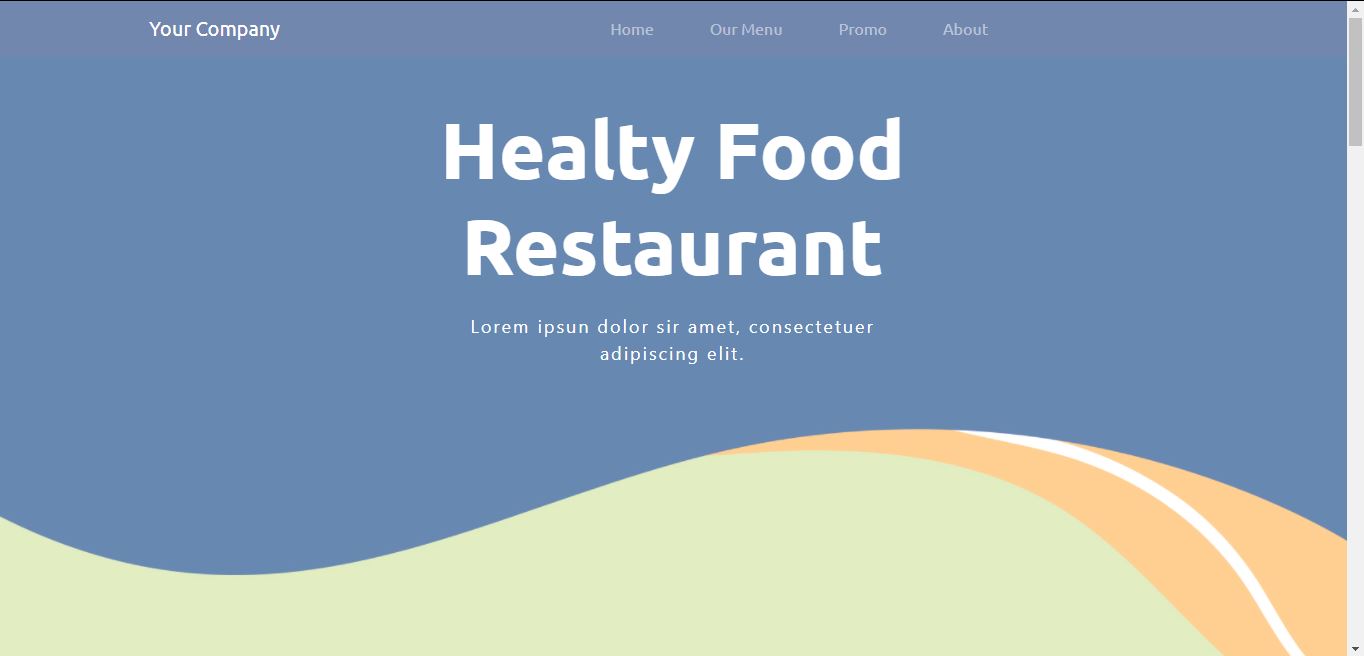 Your Company
Home Our Menu Promo About
Healty Food
Restaurant
Lorem ipsun dolor sir amet, consectetuer
adipiscing elit.